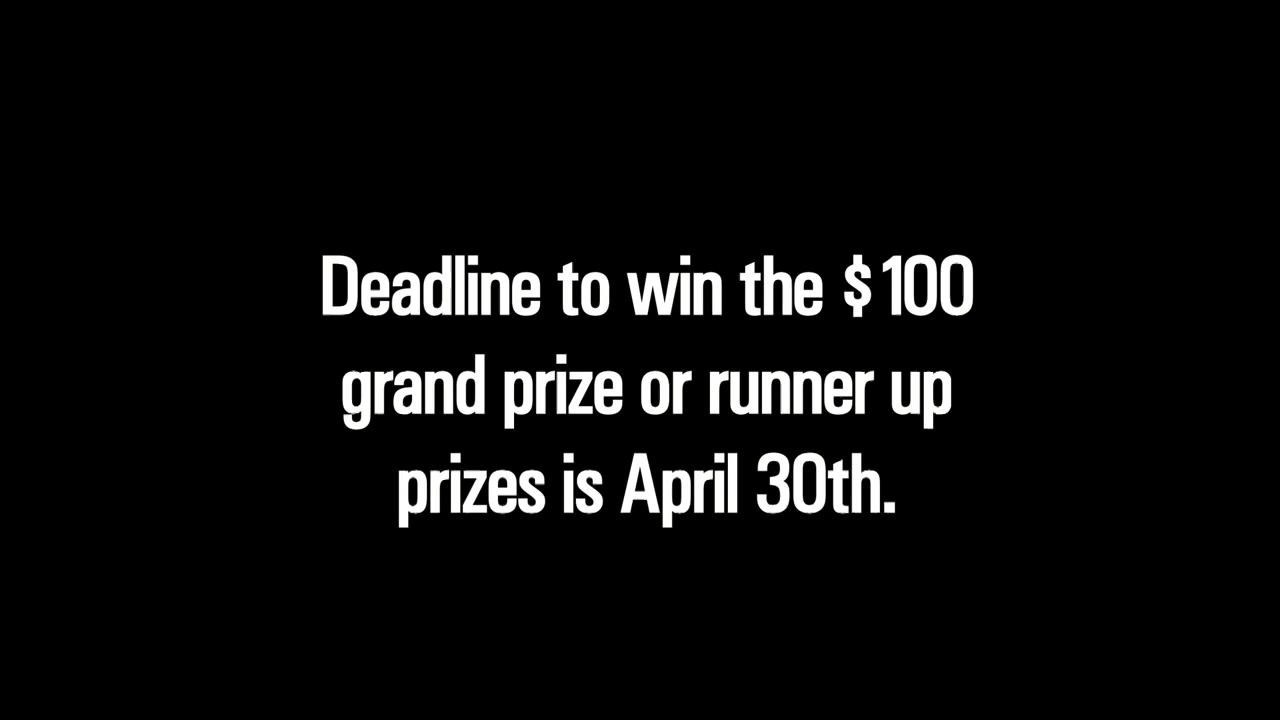 Deadline to win the $100
grand prize or runner up
prizes is April 30th.